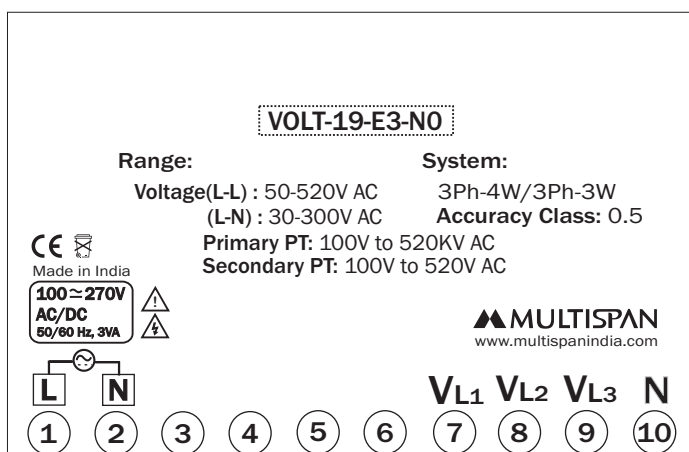 VOLT-19-E3-N0
Range:
System:
Voltage(L-L) : 50-520V AC
3Ph-4W/3Ph-3W
(L-N) : 30-300V AC
Accuracy Class: 0.5
Primary PT: 100V to 520KV AC
Secondary PT: 100V to 520V AC
CE
Made in India
100≃270V
AC/DC
50/60 Hz, 3VA
MULTISPAN
www.multispanindia.com
L N VL1 VL2 VL3 N
1 2 3 4 5 6 7 8 9 10